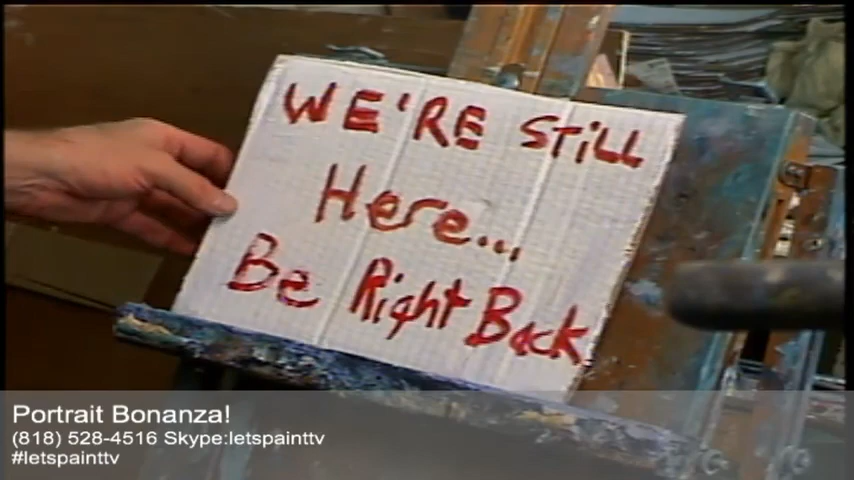 WE'RE STiLL
Here...
Be Right Back
Portrait Bonanza!
(818) 528-4516 Skype:letspainttv
#letspainttv